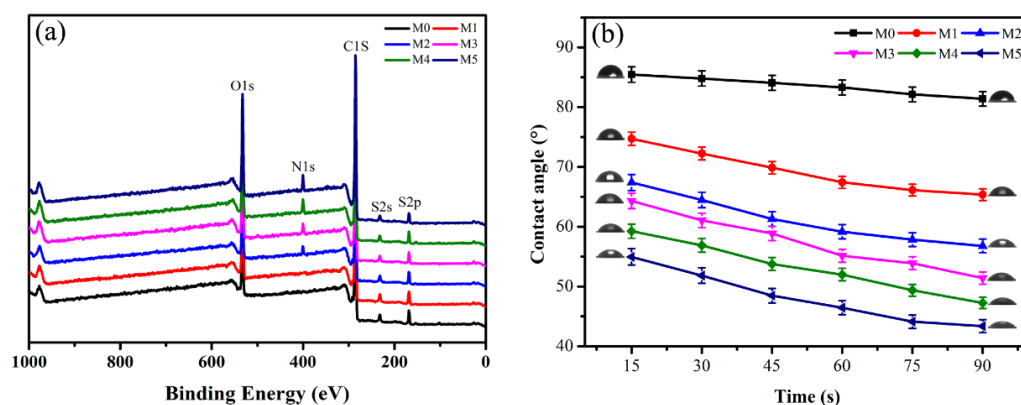 (a)
M0 M1
M2 M3
M4 M5
C1S
O1s
N1s
S2s
S2p
1000 800 600 400 200 0
Binding Energy (eV)
(b)
M0 M1 M2
M3 M4 M5
90
80
70
60
50
40
Contact angle (°)
15 30 45 60 75 90
Time (s)